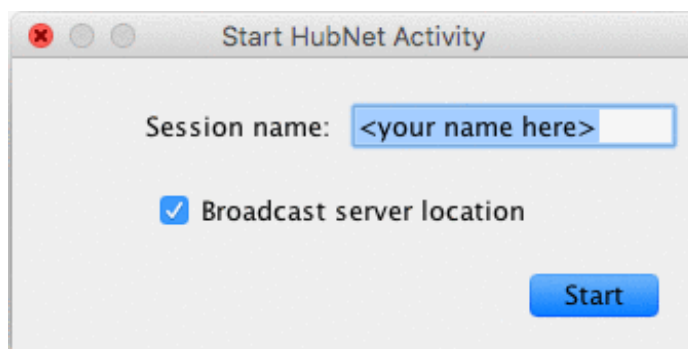 Start HubNet Activity
Session name: <your name here>
Broadcast server location
Start